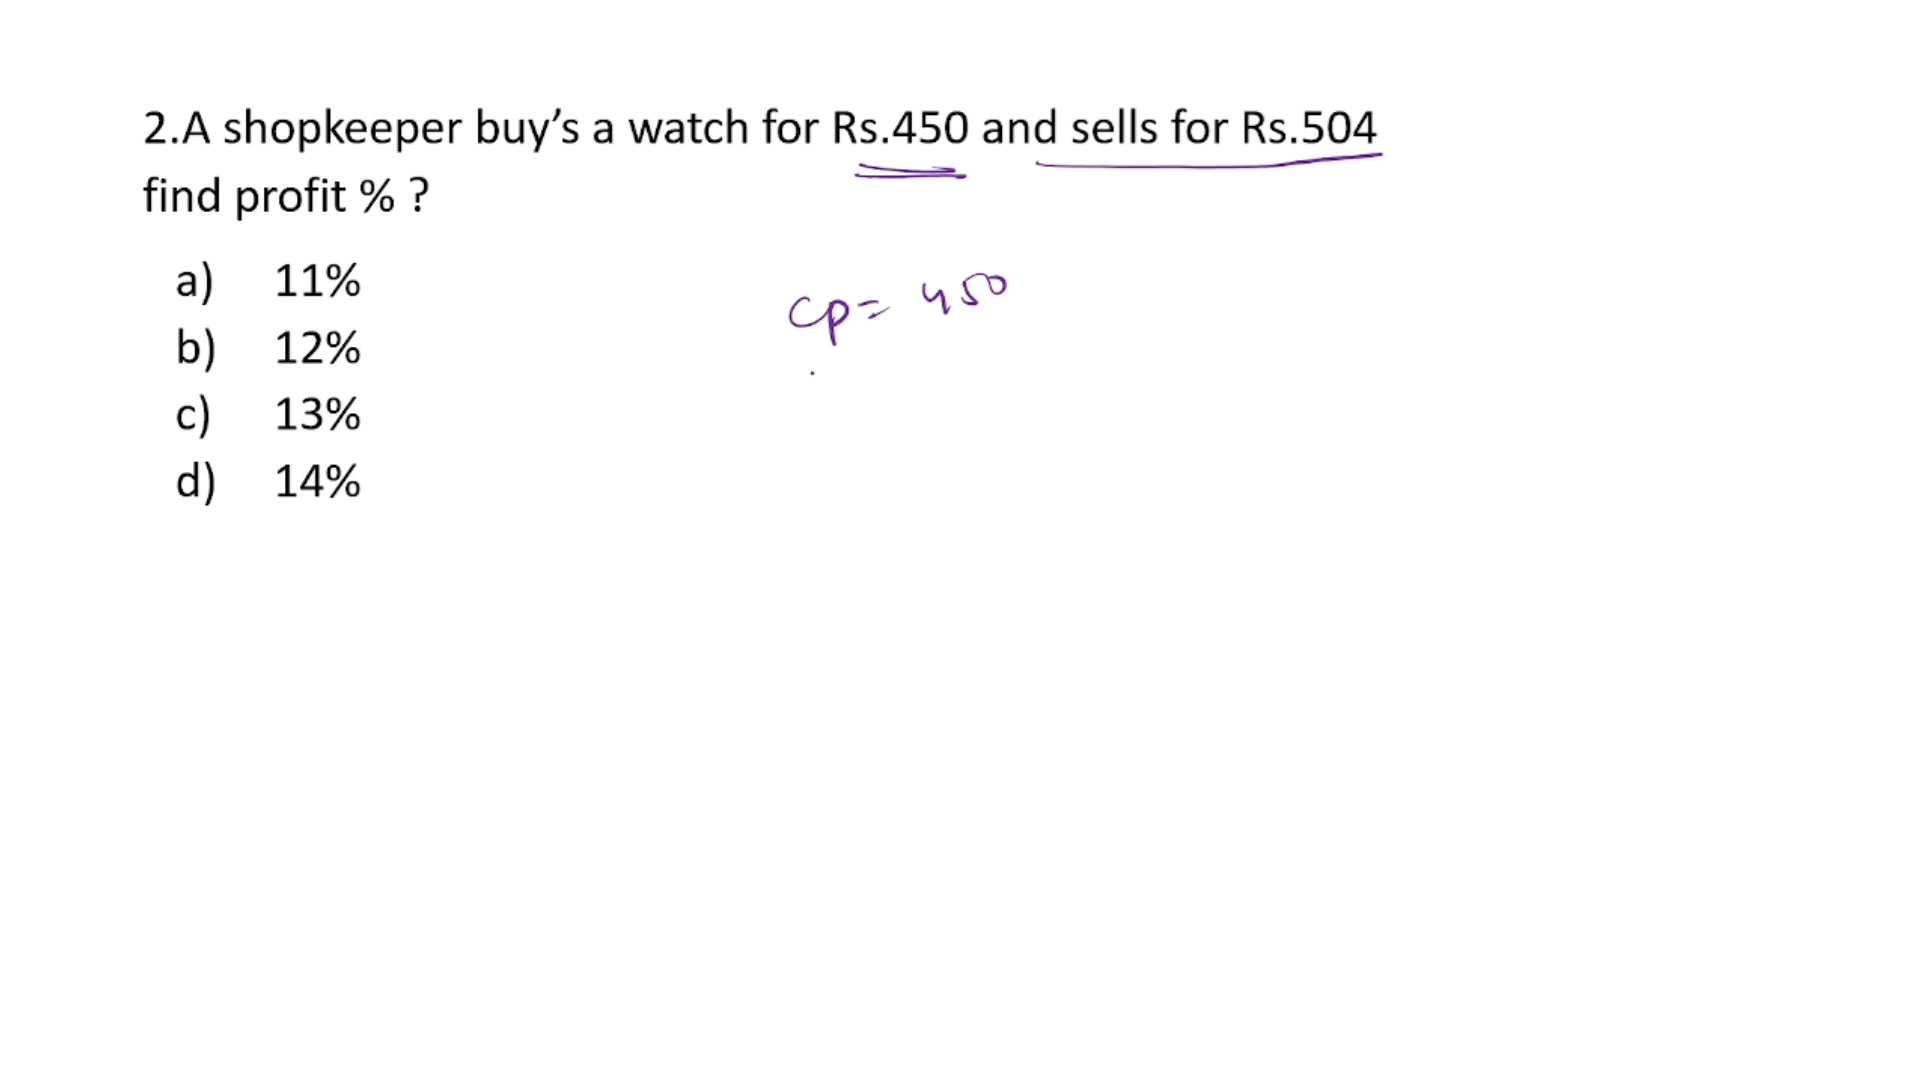 2.A shopkeeper buy’s a watch for Rs.450 and sells for Rs.504
find profit % ?
a) 11%
b) 12%
c) 13%
d) 14%
Cp= 450